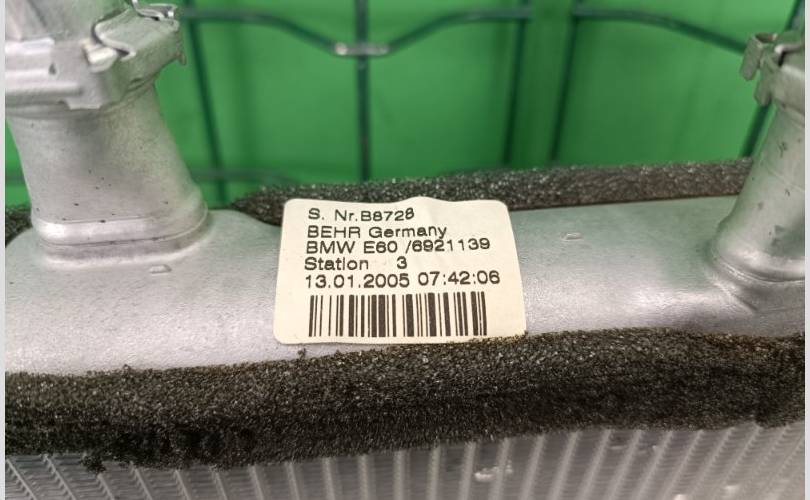 S. Nr.B8728
BEHR Germany
BMW E60 /6921139
Station 3
13.01.2005 07:42:06